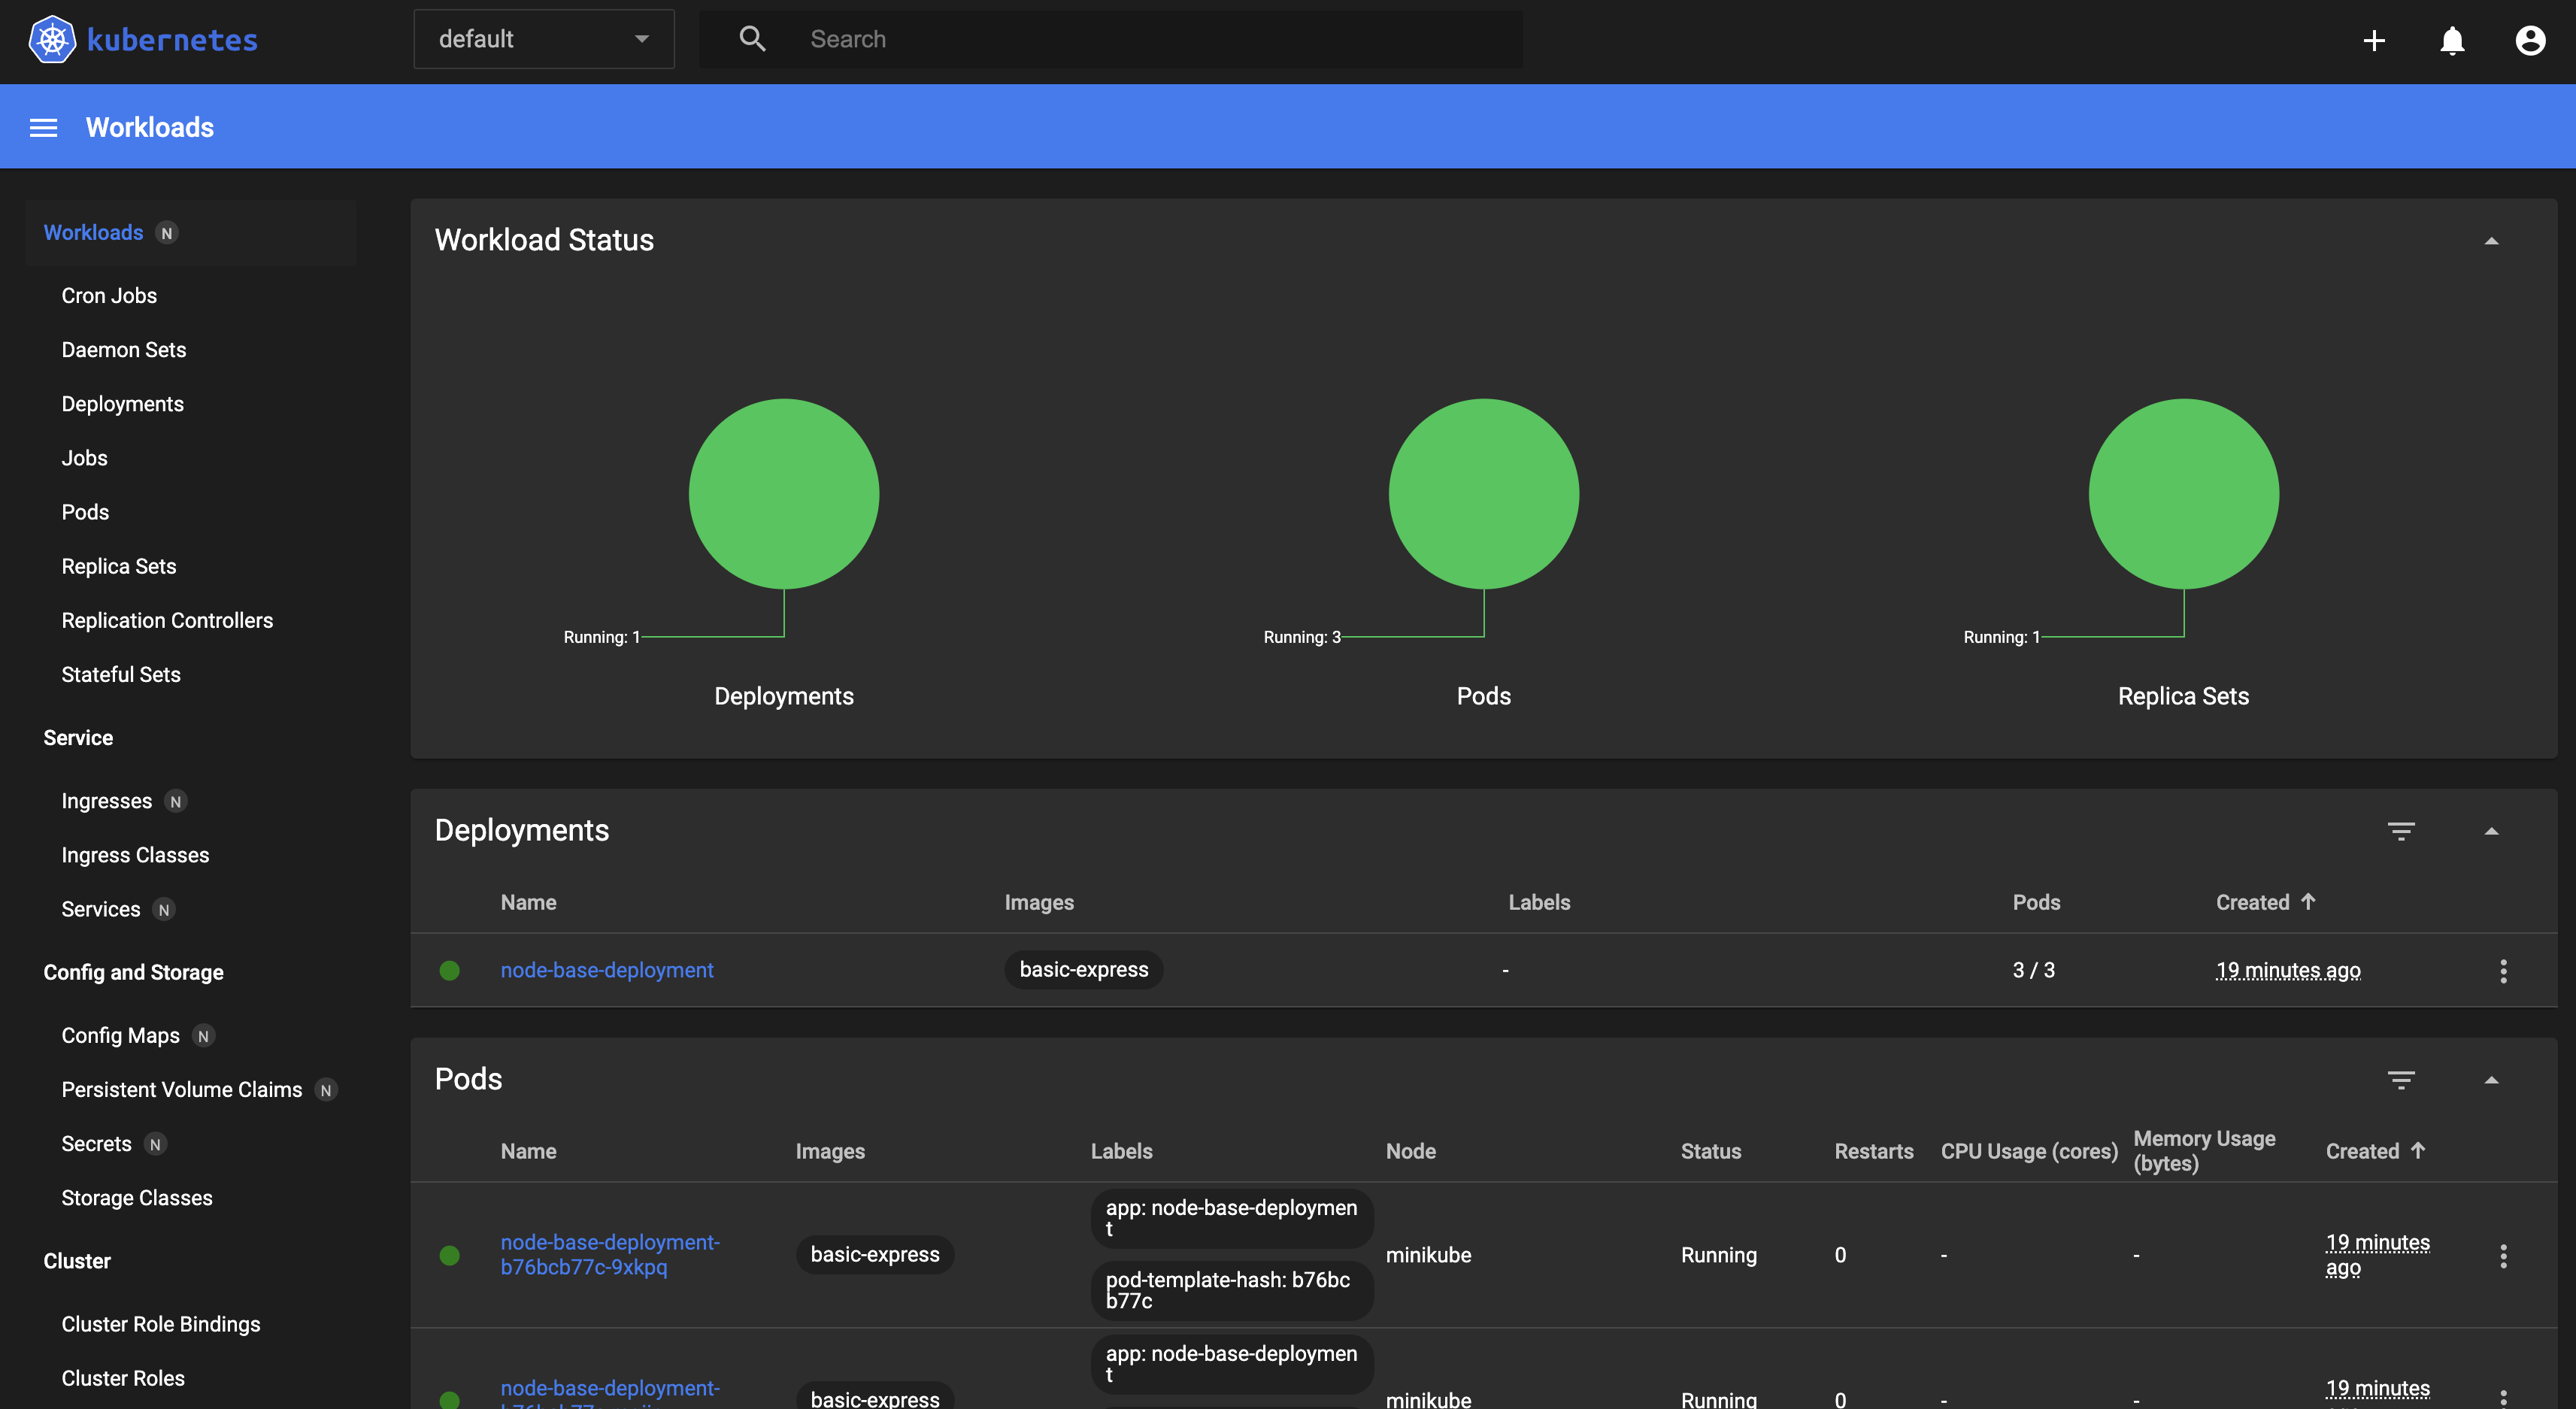 kubernetes
default
Search
Workloads
Workloads N
Cron Jobs
Daemon Sets
Deployments
Jobs
Pods
Replica Sets
Replication Controllers
Stateful Sets
Service
Ingresses N
Ingress Classes
Services N
Config and Storage
Config Maps N
Persistent Volume Claims N
Secrets N
Storage Classes
Cluster
Cluster Role Bindings
Cluster Roles
Workload Status
Running: 1
Deployments
Running: 3
Pods
Running: 1
Replica Sets
Deployments
Name Images Labels Pods Created
node-base-deployment basic-express - 3 / 3 19 minutes ago
Pods
Name Images Labels Node Status Restarts CPU Usage (cores) Memory Usage
(bytes) Created
node-base-deployment-
b76bcb77c-9xkpq
basic-express
app: node-base-deploymen
t
pod-template-hash: b76bc
b77c
minikube
Running
0
-
-
19 minutes
ago
node-base-deployment-
basic-express
app: node-base-deploymen
t
minikube
Running
0
-
-
19 minutes